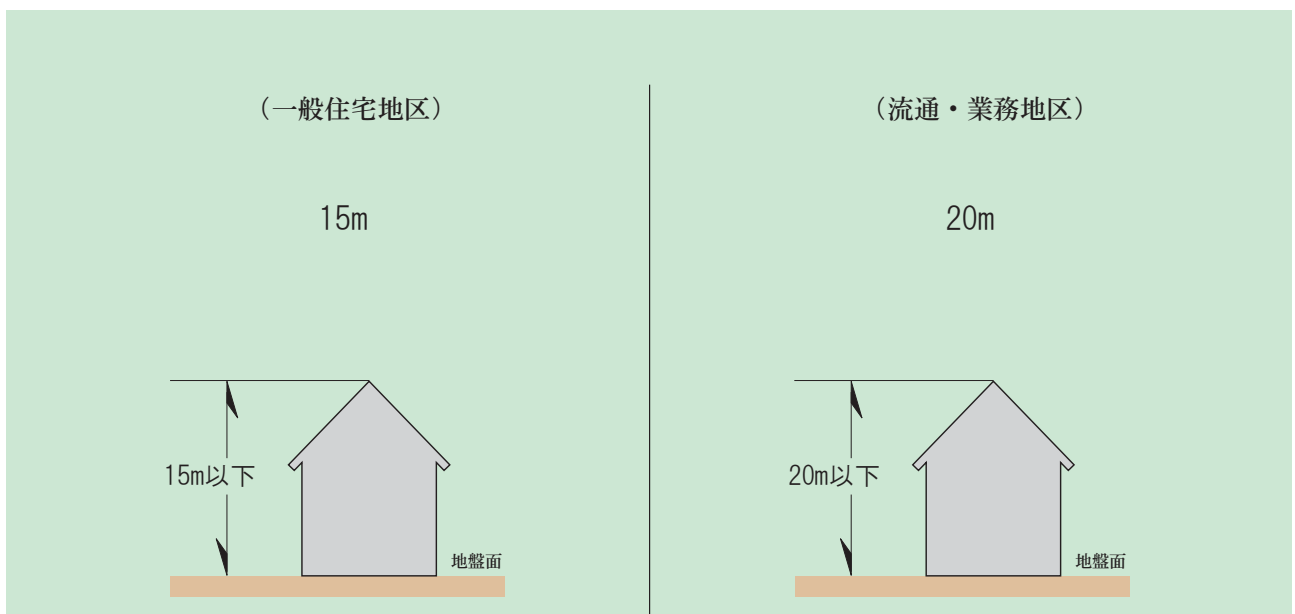 （一般住宅地区）
15m
15m以下
地盤面
（流通・業務地区）
20m
20m以下
地盤面